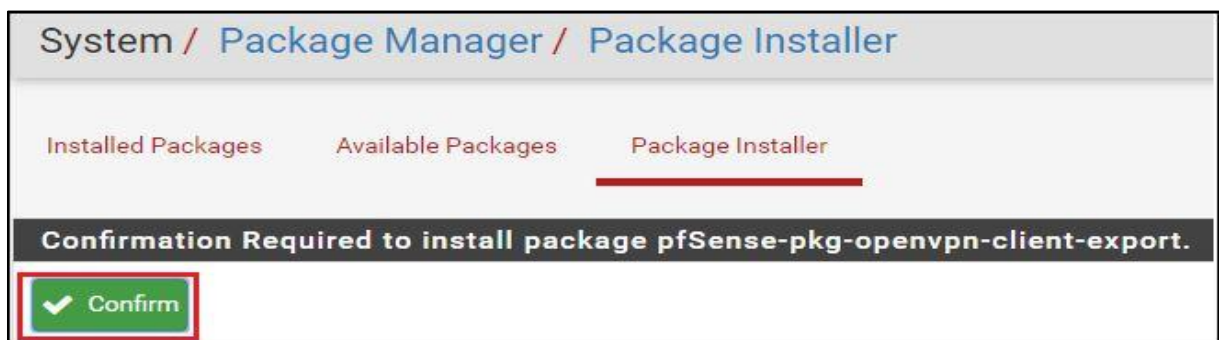 System / Package Manager / Package Installer
Installed Packages Available Packages Package Installer
Confirmation Required to install package pfSense-pkg-openvpn-client-export.
Confirm